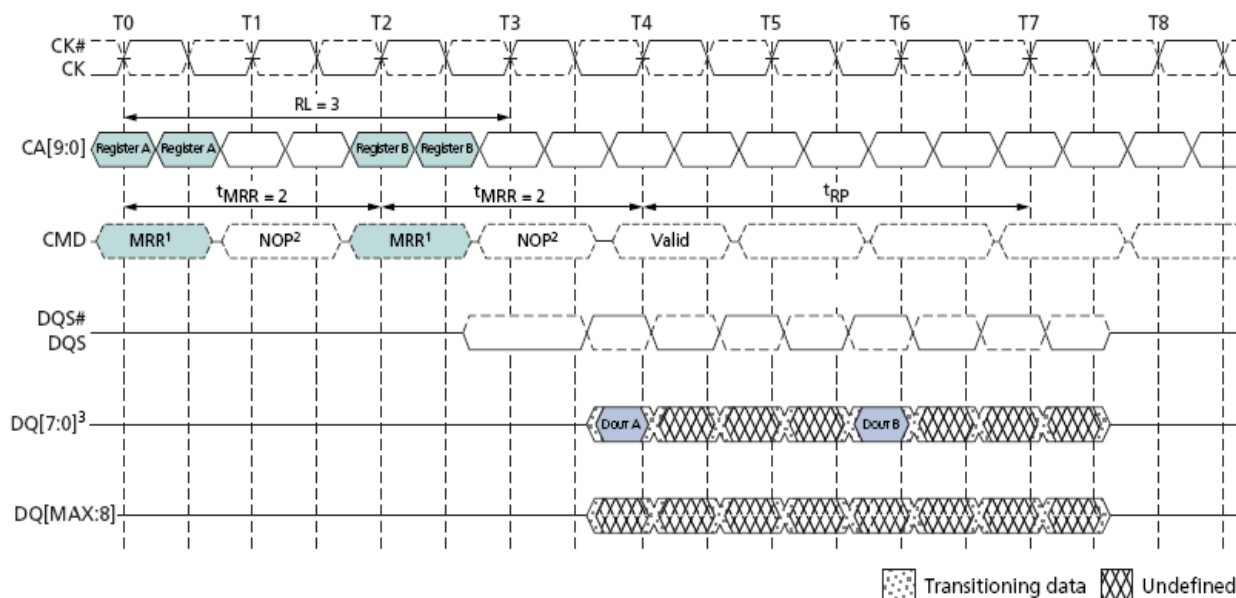 T0 T1 T2 T3 T4 T5 T6 T7 T8
CK#
CK
RL = 3
CA[9:0] Register A Register A Register B Register B
tMRR = 2 tMRR = 2 tRP
CMD MRR1 NOP2 MRR1 NOP2 Valid
DQS#
DQS
DQ[7:0]3 DOUT A DOUT B
DQ[MAX:8]
Transitioning data Undefined